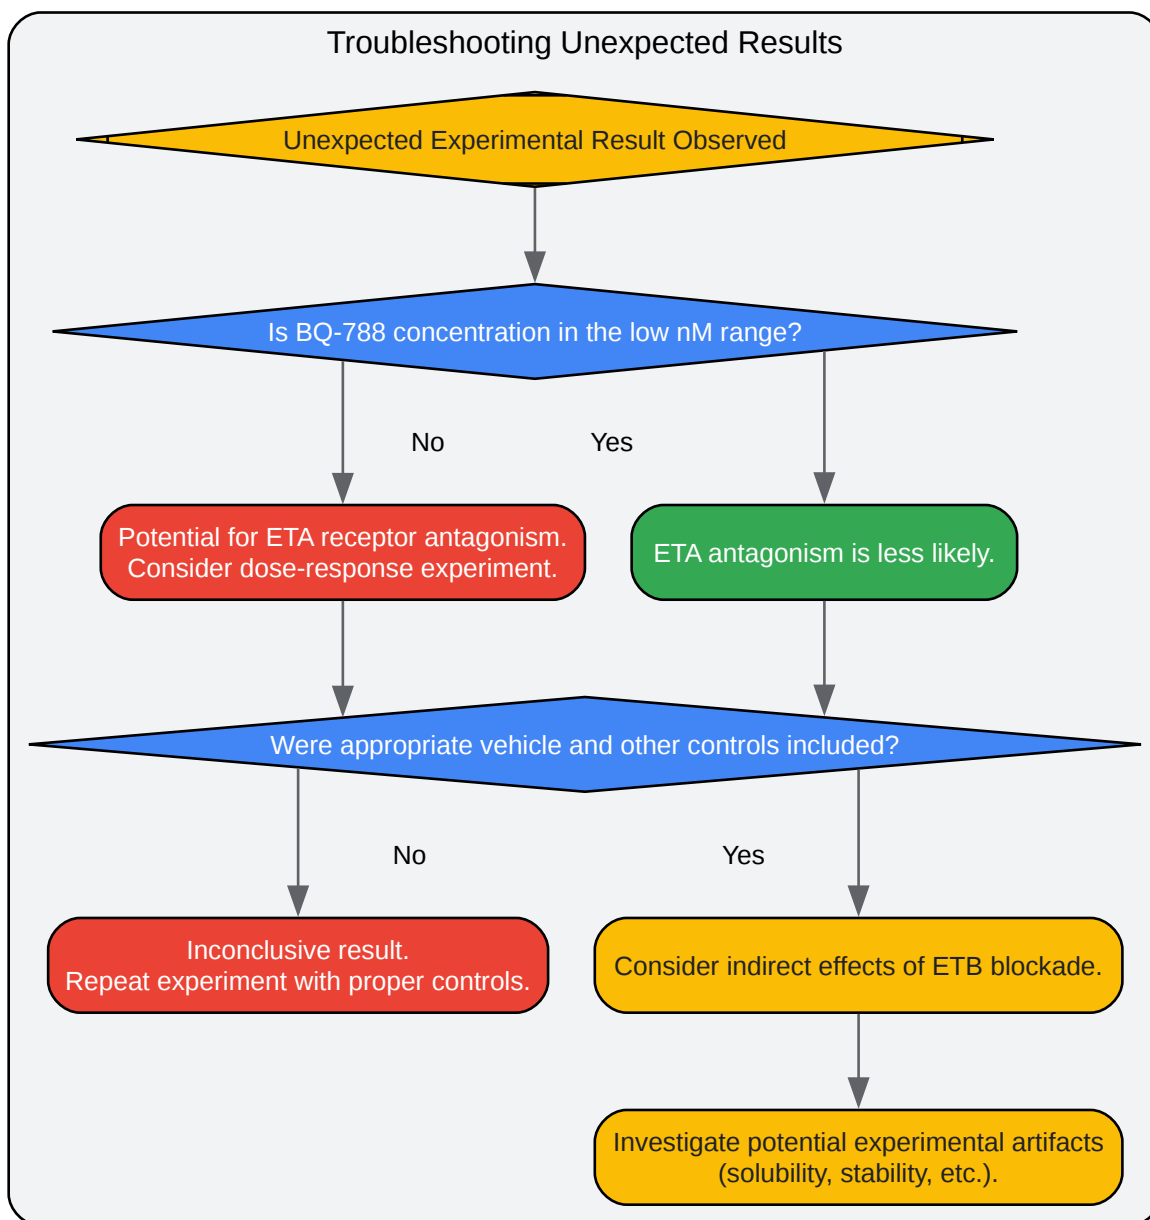 Troubleshooting Unexpected Results
Unexpected Experimental Result Observed
Is BQ-788 concentration in the low nM range?
No
Yes
Potential for ETA receptor antagonism.
Consider dose-response experiment.
ETA antagonism is less likely.
Were appropriate vehicle and other controls included?
No
Yes
Inconclusive result.
Repeat experiment with proper controls.
Consider indirect effects of ETB blockade.
Investigate potential experimental artifacts
(solubility, stability, etc.).